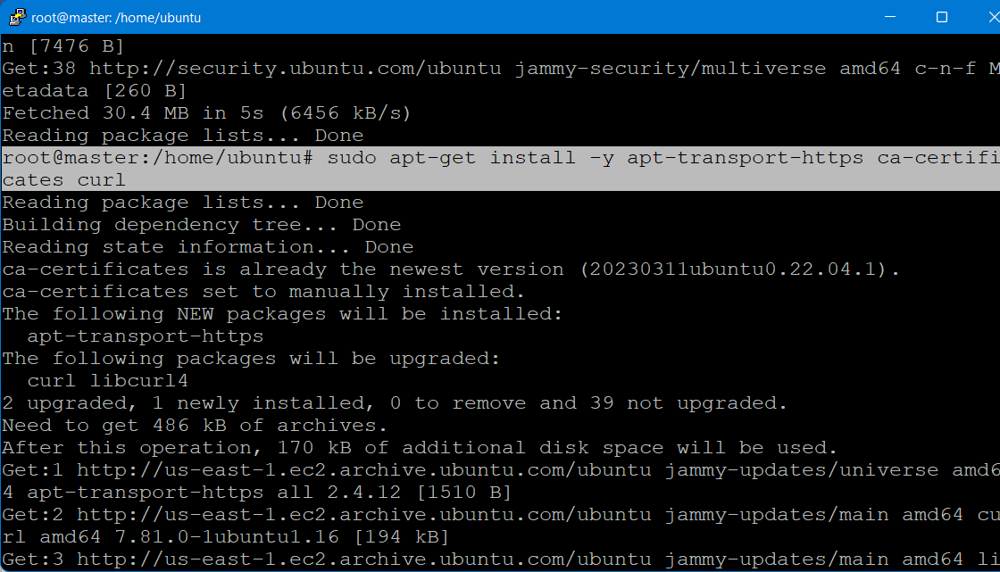 root@master: /home/ubuntu
n [7476 B]
Get:38 http://security.ubuntu.com/ubuntu jammy-security/multiverse amd64 c-n-f M
etadata [260 B]
Fetched 30.4 MB in 5s (6456 kB/s)
Reading package lists... Done
root@master:/home/ubuntu# sudo apt-get install -y apt-transport-https ca-certifi
cates curl
Reading package lists... Done
Building dependency tree... Done
Reading state information... Done
ca-certificates is already the newest version (20230311ubuntu0.22.04.1).
ca-certificates set to manually installed.
The following NEW packages will be installed:
  apt-transport-https
The following packages will be upgraded:
  curl libcurl4
2 upgraded, 1 newly installed, 0 to remove and 39 not upgraded.
Need to get 486 kB of archives.
After this operation, 170 kB of additional disk space will be used.
Get:1 http://us-east-1.ec2.archive.ubuntu.com/ubuntu jammy-updates/universe amd6
4 apt-transport-https all 2.4.12 [1510 B]
Get:2 http://us-east-1.ec2.archive.ubuntu.com/ubuntu jammy-updates/main amd64 cu
rl amd64 7.81.0-1ubuntu1.16 [194 kB]
Get:3 http://us-east-1.ec2.archive.ubuntu.com/ubuntu jammy-updates/main amd64 li